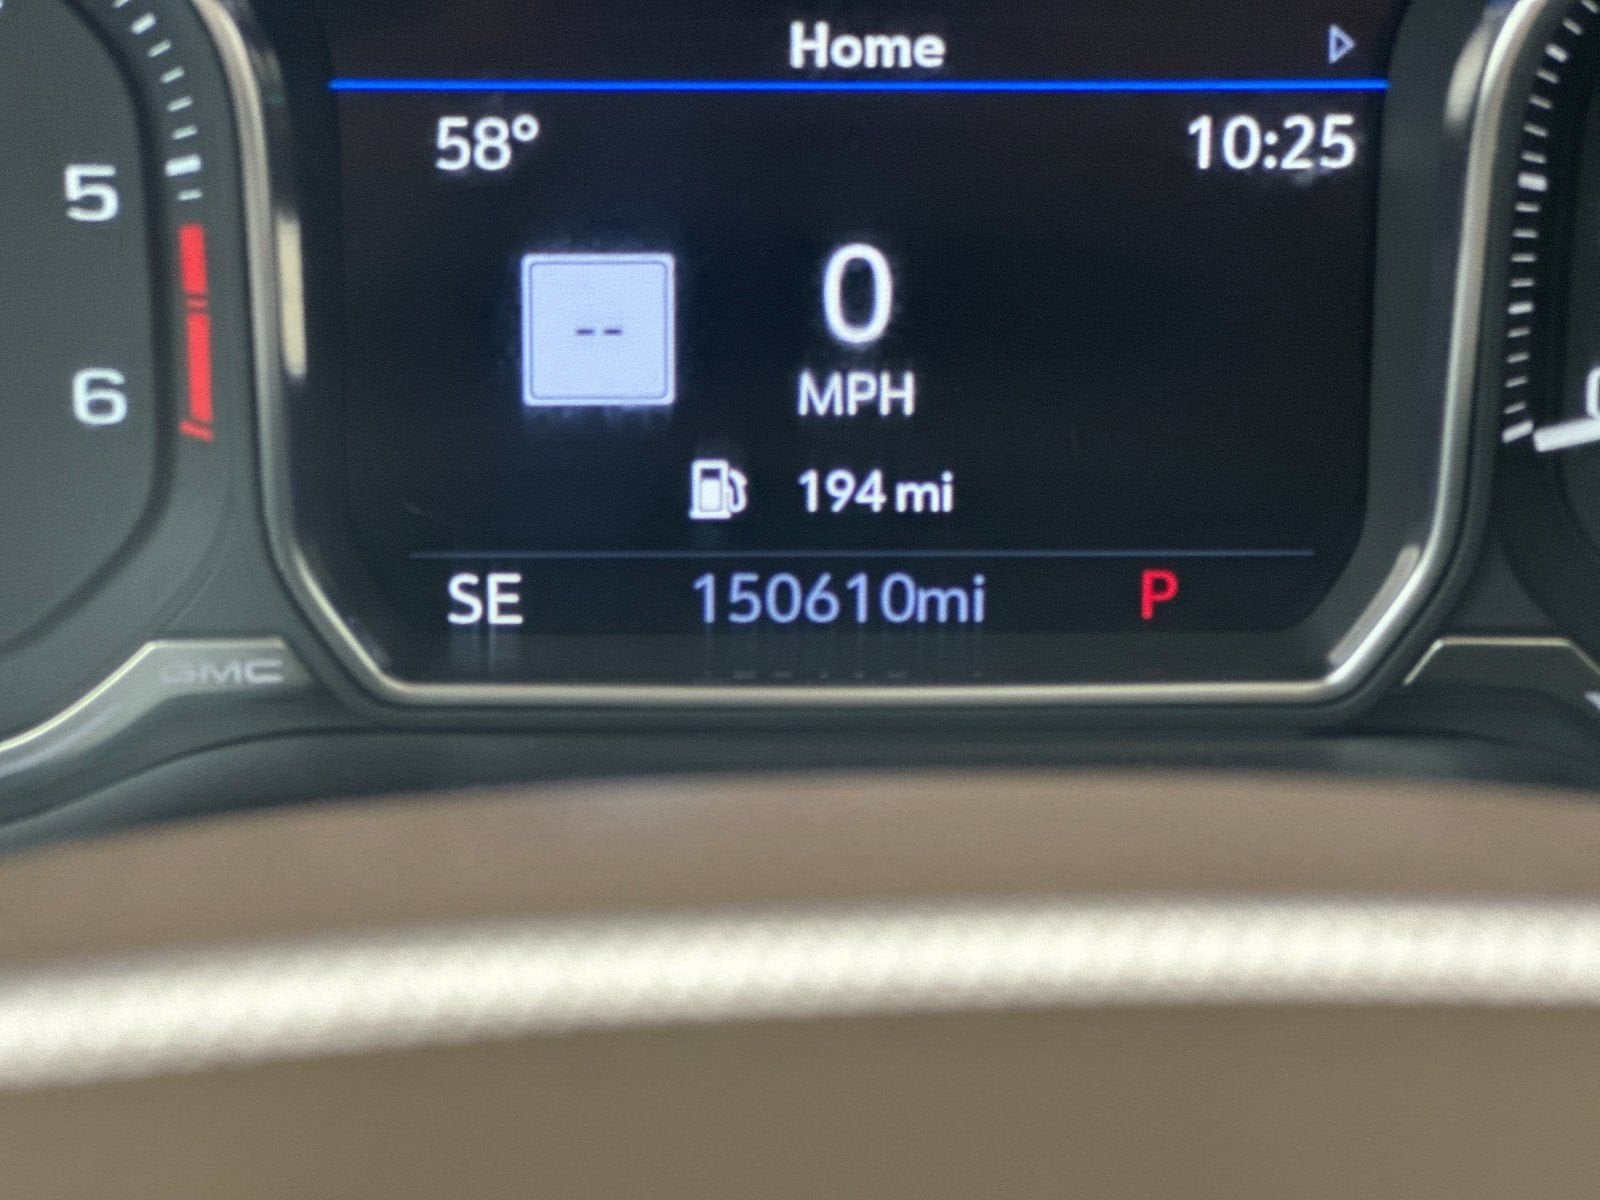 Home
58° 10:25
5
--
0
MPH
6
194 mi
SE 150610mi P
GMC